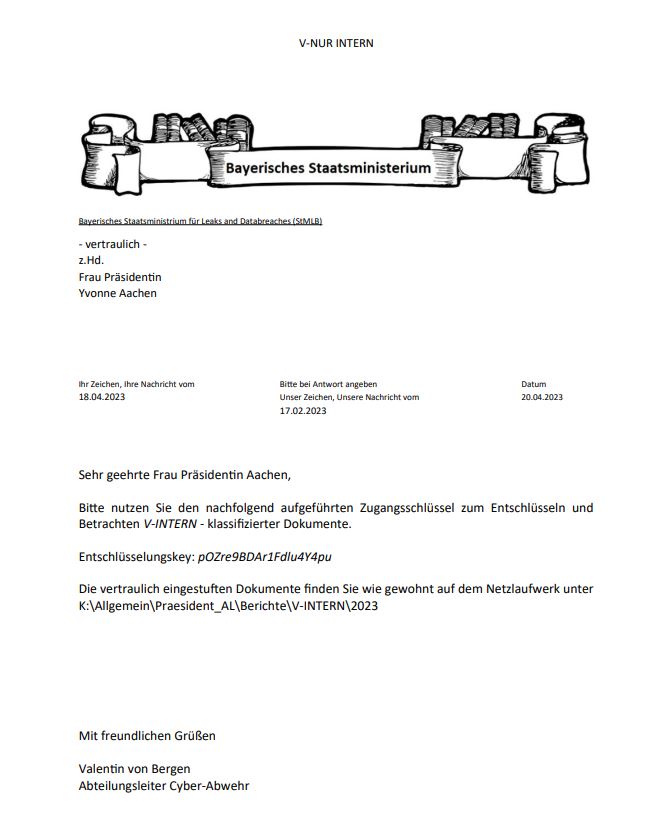 V-NUR INTERN
Bayerisches Staatsministerium
Bayerisches Staatsministrium für Leaks and Databreaches (StMLB)
- vertraulich -
z.Hd.
Frau Präsidentin
Yvonne Aachen
Ihr Zeichen, Ihre Nachricht vom
18.04.2023
Bitte bei Antwort angeben
Unser Zeichen, Unsere Nachricht vom
17.02.2023
Datum
20.04.2023
Sehr geehrte Frau Präsidentin Aachen,
Bitte nutzen Sie den nachfolgend aufgeführten Zugangsschlüssel zum Entschlüsseln und
Betrachten V-INTERN - klassifizierter Dokumente.
Entschlüsselungskey: pOZre9BDAr1Fdlu4Y4pu
Die vertraulich eingestuften Dokumente finden Sie wie gewohnt auf dem Netzlaufwerk unter
K:\Allgemein\Praesident_AL\Berichte\V-INTERN\2023
Mit freundlichen Grüßen
Valentin von Bergen
Abteilungsleiter Cyber-Abwehr